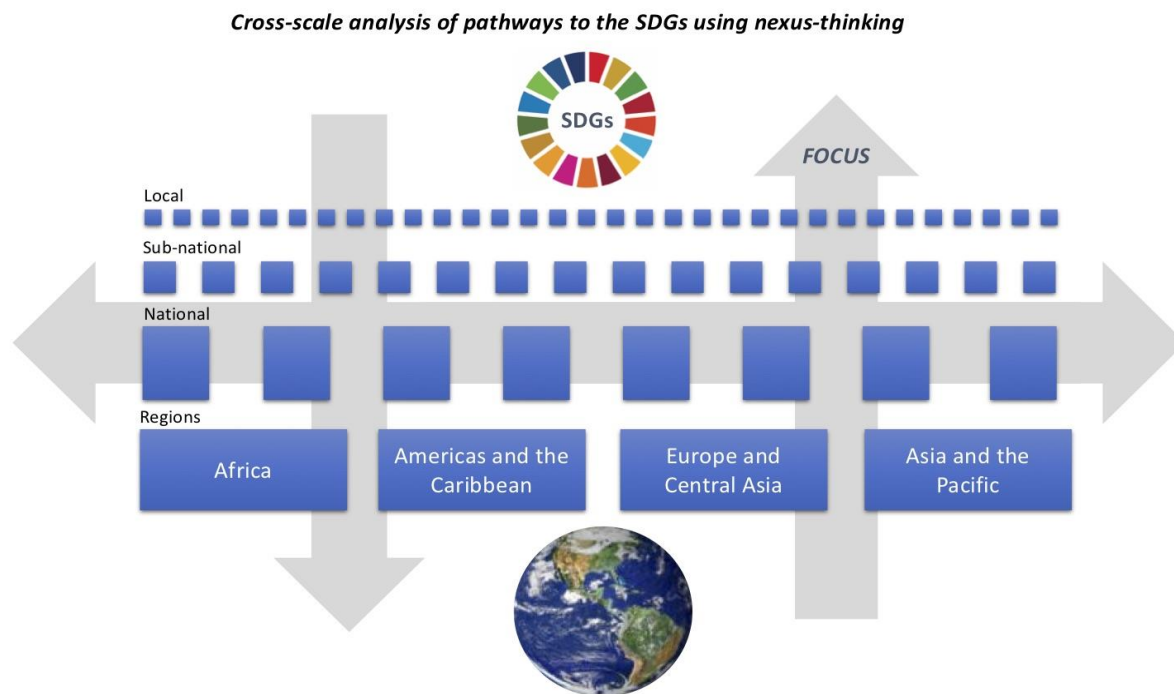 Cross-scale analysis of pathways to the SDGs using nexus-thinking
SDGs
FOCUS
Local
Sub-national
National
Regions
Africa
Americas and the
Caribbean
Europe and
Central Asia
Asia and the
Pacific